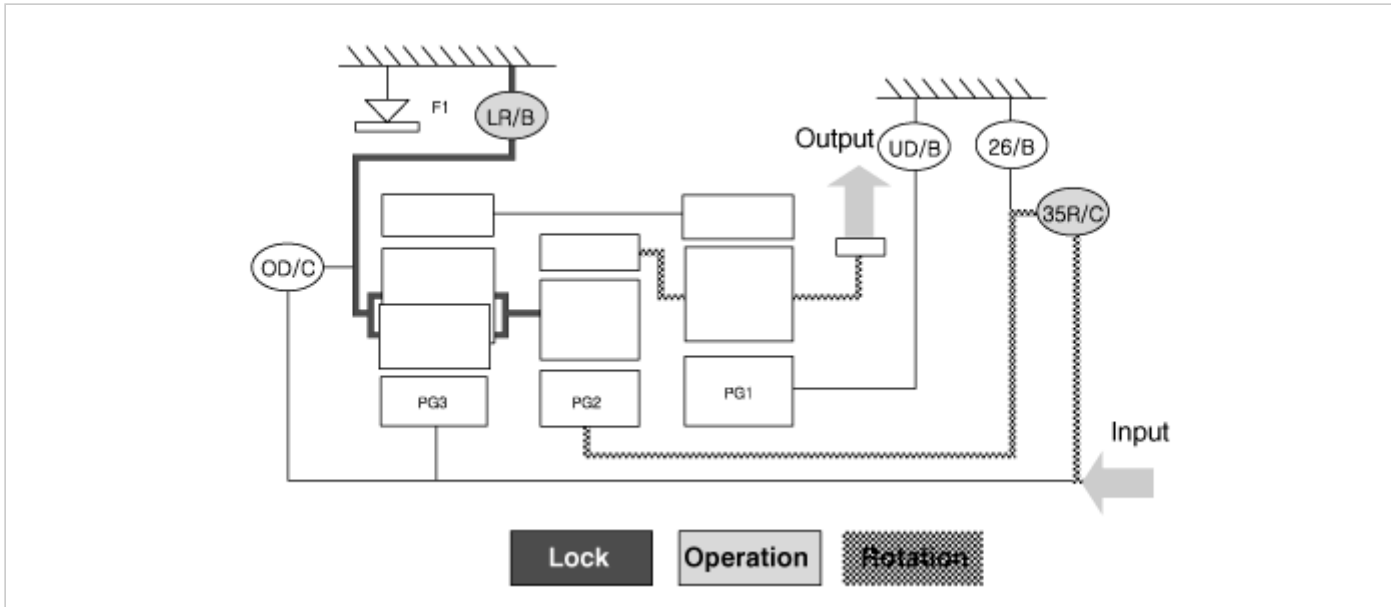 F1
LR/B
Output
UD/B
26/B
35R/C
OD/C
PG3
PG2
PG1
Input
Lock
Operation
Rotation